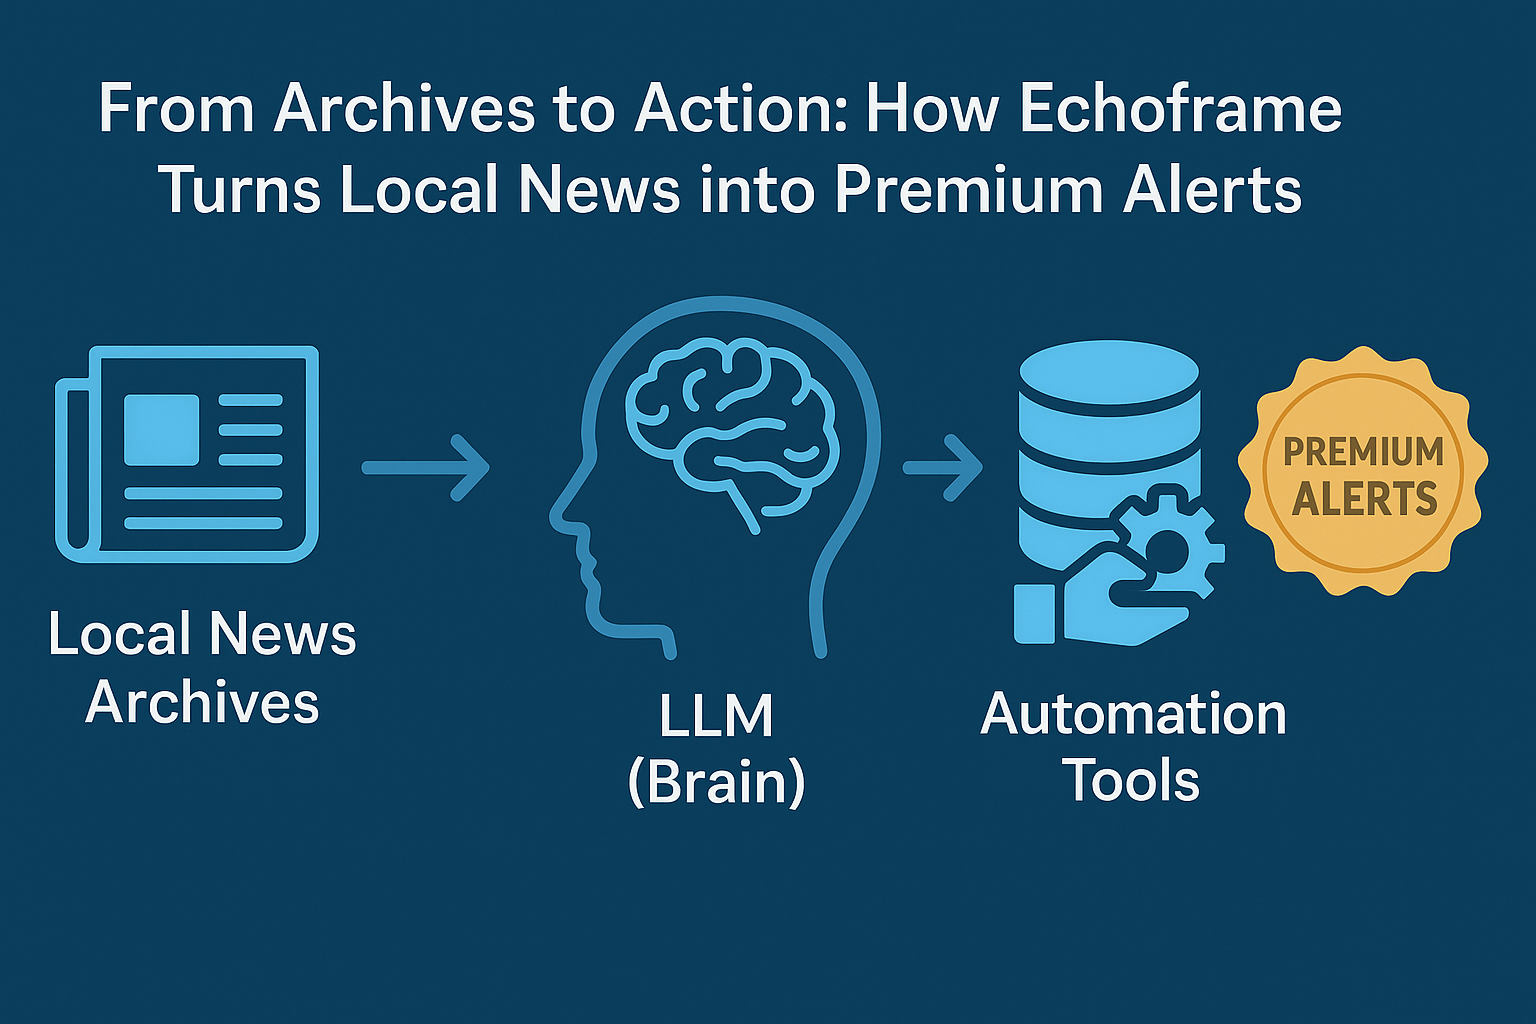 From Archives to Action: How Echoframe
Turns Local News into Premium Alerts
Local News
Archives
LLM
(Brain)
Automation
Tools
PREMIUM
ALERTS